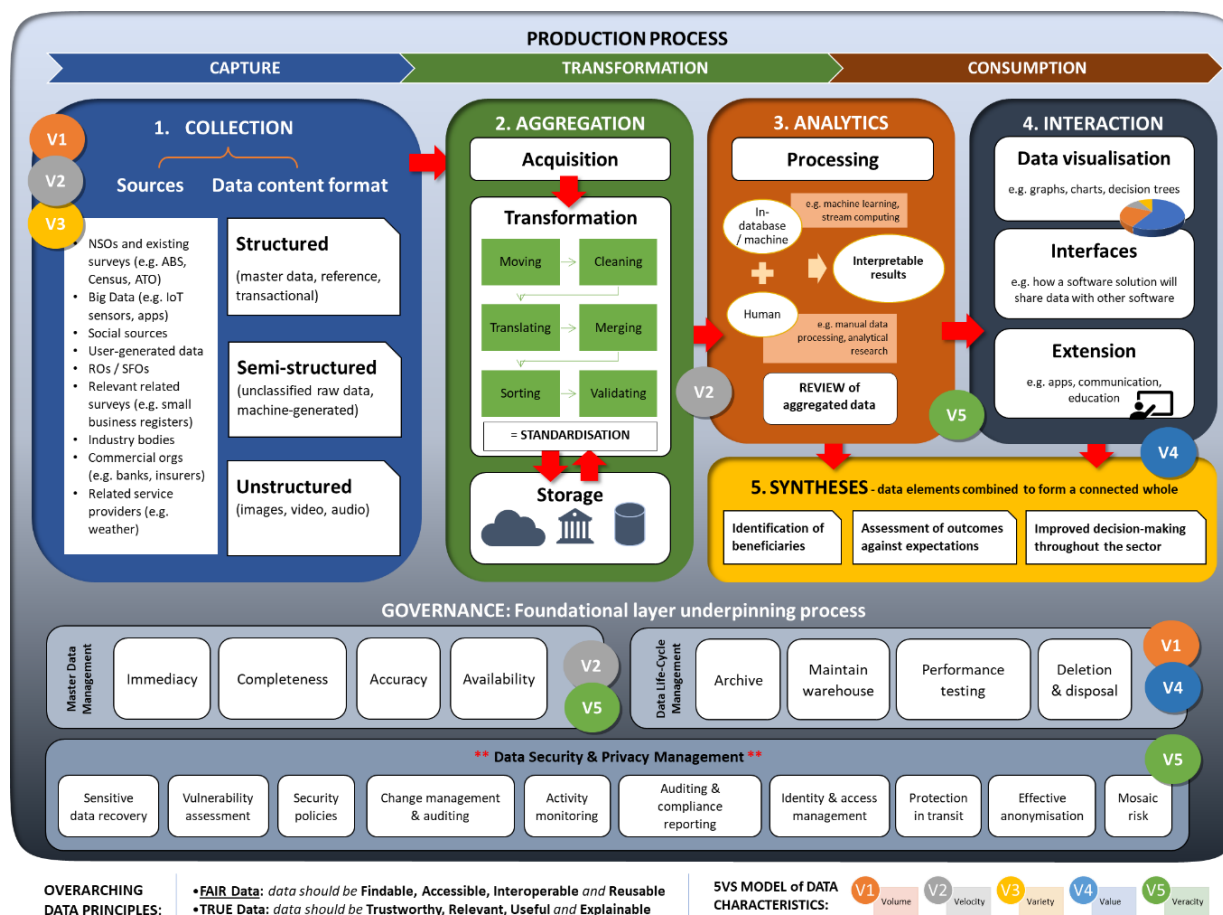 PRODUCTION PROCESS
CAPTURE
TRANSFORMATION
CONSUMPTION
V1
V2
V3
1. COLLECTION
Sources
Data content format
• NSOs and existing
surveys (e.g. ABS,
Census, ATO)
• Big Data (e.g. IoT
sensors, apps)
• Social sources
• User-generated data
• ROs / SFOs
• Relevant related
surveys (e.g. small
business registers)
• Industry bodies
• Commercial orgs
(e.g. banks, insurers)
• Related service
providers (e.g.
weather)
Structured
(master data, reference,
transactional)
Semi-structured
(unclassified raw data,
machine-generated)
Unstructured
(images, video, audio)
2. AGGREGATION
Acquisition
Transformation
Moving
Cleaning
Translating
Merging
Sorting
Validating
= STANDARDISATION
Storage
V2
3. ANALYTICS
Processing
e.g. machine learning,
stream computing
In-
database
/ machine
Interpretable
results
Human
e.g. manual data
processing, analytical
research
REVIEW of
aggregated data
V5
4. INTERACTION
Data visualisation
e.g. graphs, charts, decision trees
Interfaces
e.g. how a software solution will
share data with other software
Extension
e.g. apps, communication,
education
V4
5. SYNTHESES - data elements combined to form a connected whole
Identification of
beneficiaries
Assessment of outcomes
against expectations
Improved decision-making
throughout the sector
GOVERNANCE: Foundational layer underpinning process
Master Data
Management
Immediacy
Completeness
Accuracy
Availability
V2
V5
Data Life-Cycle
Management
Archive
Maintain
warehouse
Performance
testing
Deletion
& disposal
V1
V4
** Data Security & Privacy Management **
V5
Sensitive
data recovery
Vulnerability
assessment
Security
policies
Change management
& auditing
Activity
monitoring
Auditing &
compliance
reporting
Identity & access
management
Protection
in transit
Effective
anonymisation
Mosaic
risk
OVERARCHING
DATA PRINCIPLES:
•FAIR Data: data should be Findable, Accessible, Interoperable and Reusable
•TRUE Data: data should be Trustworthy, Relevant, Useful and Explainable
5VS MODEL of DATA
CHARACTERISTICS:
V1
Volume
V2
Velocity
V3
Variety
V4
Value
V5
Veracity